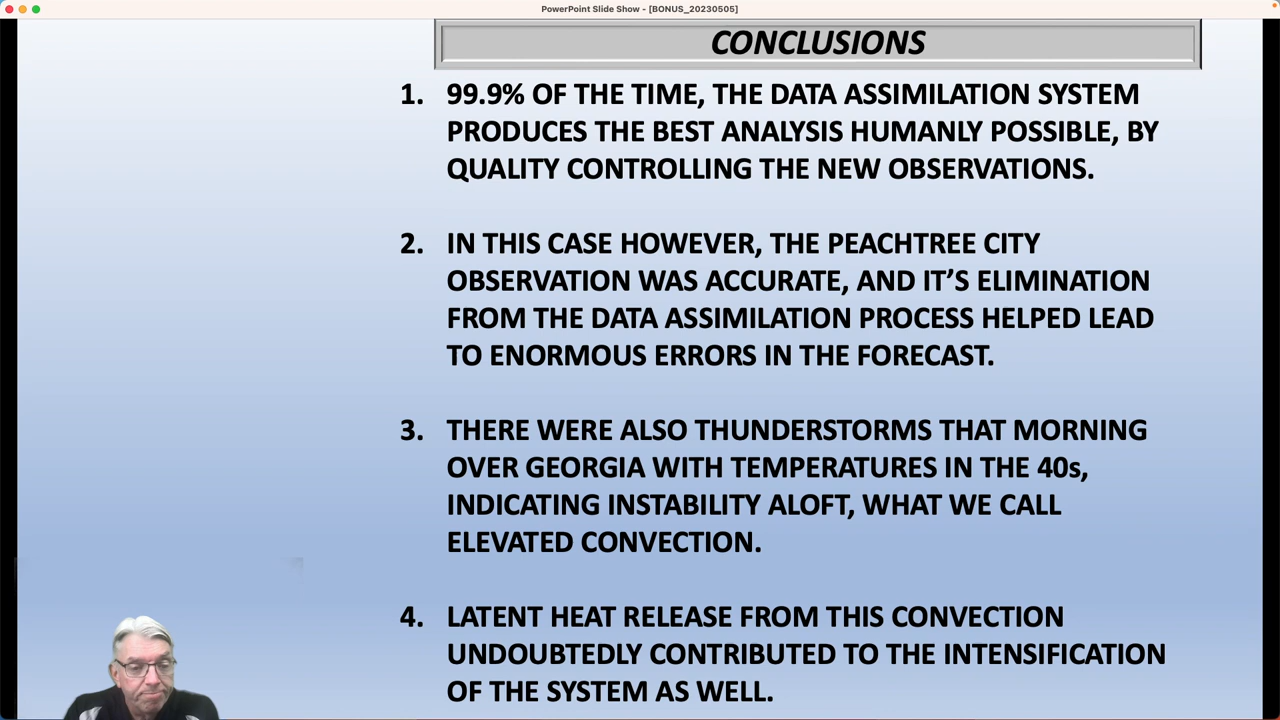 PowerPoint Slide Show - [BONUS_20230505]
CONCLUSIONS
1. 99.9% OF THE TIME, THE DATA ASSIMILATION SYSTEM
PRODUCES THE BEST ANALYSIS HUMANLY POSSIBLE, BY
QUALITY CONTROLLING THE NEW OBSERVATIONS.
2. IN THIS CASE HOWEVER, THE PEACHTREE CITY
OBSERVATION WAS ACCURATE, AND IT’S ELIMINATION
FROM THE DATA ASSIMILATION PROCESS HELPED LEAD
TO ENORMOUS ERRORS IN THE FORECAST.
3. THERE WERE ALSO THUNDERSTORMS THAT MORNING
OVER GEORGIA WITH TEMPERATURES IN THE 40s,
INDICATING INSTABILITY ALOFT, WHAT WE CALL
ELEVATED CONVECTION.
4. LATENT HEAT RELEASE FROM THIS CONVECTION
UNDOUBTEDLY CONTRIBUTED TO THE INTENSIFICATION
OF THE SYSTEM AS WELL.